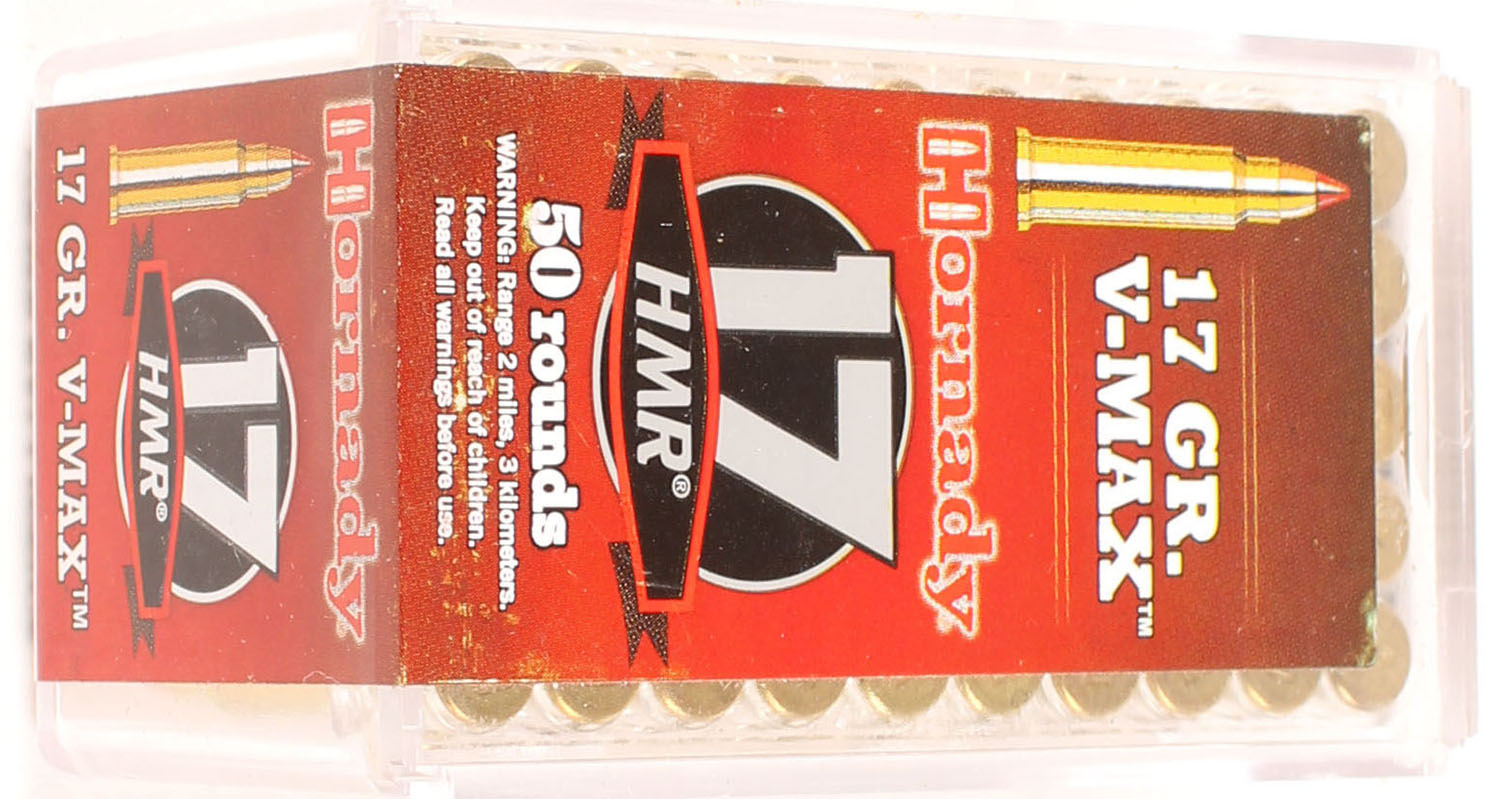 17 GR.
V-MAX™
Hornady
17
HMR®
50 rounds
WARNING: Range 2 miles, 3 kilometers.
Keep out of reach of children.
Read all warnings before use.
Hornady
17
HMR®
17 GR. V-MAX™